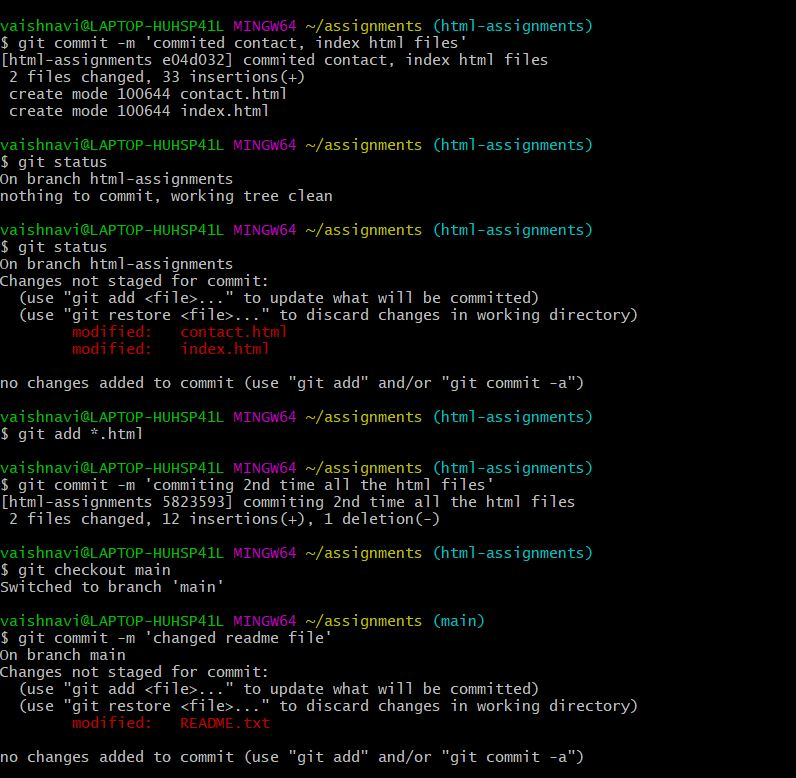 vaishnavi@LAPTOP-HUHSP41L MINGW64 ~/assignments (html-assignments)
$ git commit -m 'commited contact, index html files'
[html-assignments e04d032] commited contact, index html files
 2 files changed, 33 insertions(+)
 create mode 100644 contact.html
 create mode 100644 index.html

vaishnavi@LAPTOP-HUHSP41L MINGW64 ~/assignments (html-assignments)
$ git status
On branch html-assignments
nothing to commit, working tree clean

vaishnavi@LAPTOP-HUHSP41L MINGW64 ~/assignments (html-assignments)
$ git status
On branch html-assignments
Changes not staged for commit:
  (use "git add <file>..." to update what will be committed)
  (use "git restore <file>..." to discard changes in working directory)
        modified:   contact.html
        modified:   index.html

no changes added to commit (use "git add" and/or "git commit -a")

vaishnavi@LAPTOP-HUHSP41L MINGW64 ~/assignments (html-assignments)
$ git add *.html

vaishnavi@LAPTOP-HUHSP41L MINGW64 ~/assignments (html-assignments)
$ git commit -m 'commiting 2nd time all the html files'
[html-assignments 5823593] commiting 2nd time all the html files
 2 files changed, 12 insertions(+), 1 deletion(-)

vaishnavi@LAPTOP-HUHSP41L MINGW64 ~/assignments (html-assignments)
$ git checkout main
Switched to branch 'main'

vaishnavi@LAPTOP-HUHSP41L MINGW64 ~/assignments (main)
$ git commit -m 'changed readme file'
On branch main
Changes not staged for commit:
  (use "git add <file>..." to update what will be committed)
  (use "git restore <file>..." to discard changes in working directory)
        modified:   README.txt

no changes added to commit (use "git add" and/or "git commit -a")